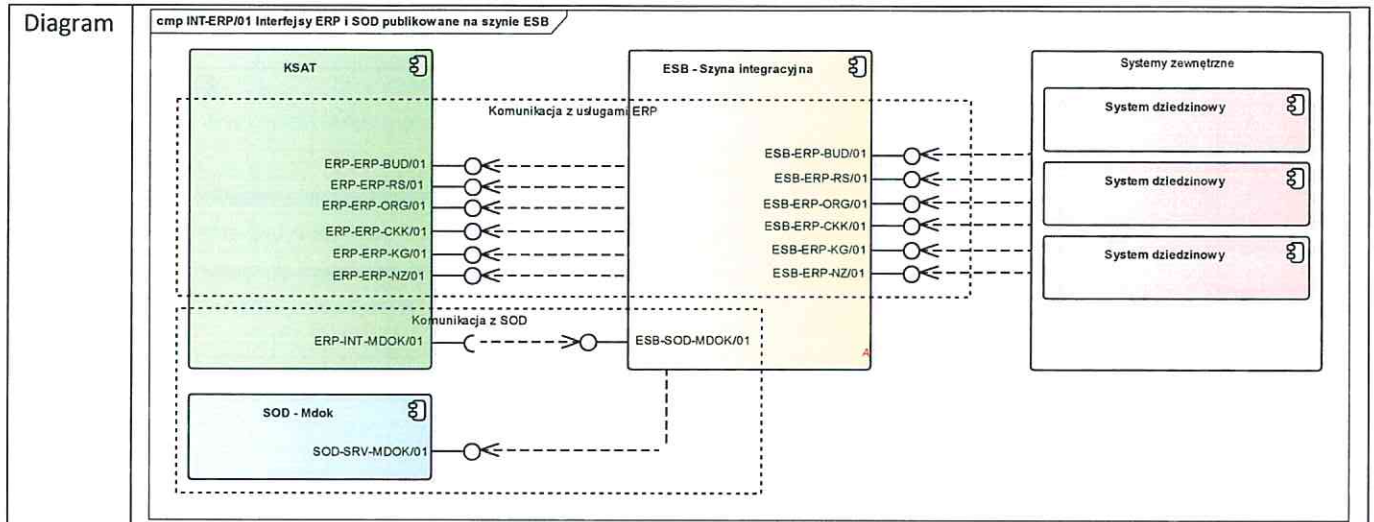 Diagram
cmp INT-ERP/01 Interfejsy ERP i SOD publikowane na szynie ESB
KSAT
ESB - Szyna integracyjna
Systemy zewnętrzne
System dziedzinowy
Komunikacja z usługami ERP
ERP-ERP-BUD/01
ERP-ERP-RS/01
ERP-ERP-ORG/01
ERP-ERP-CKK/01
ERP-ERP-KG/01
ERP-ERP-NZ/01
ESB-ERP-BUD/01
ESB-ERP-RS/01
ESB-ERP-ORG/01
ESB-ERP-CKK/01
ESB-ERP-KG/01
ESB-ERP-NZ/01
System dziedzinowy
System dziedzinowy
Komunikacja z SOD
ERP-INT-MDOK/01
ESB-SOD-MDOK/01
A
SOD - Mdok
SOD-SRV-MDOK/01